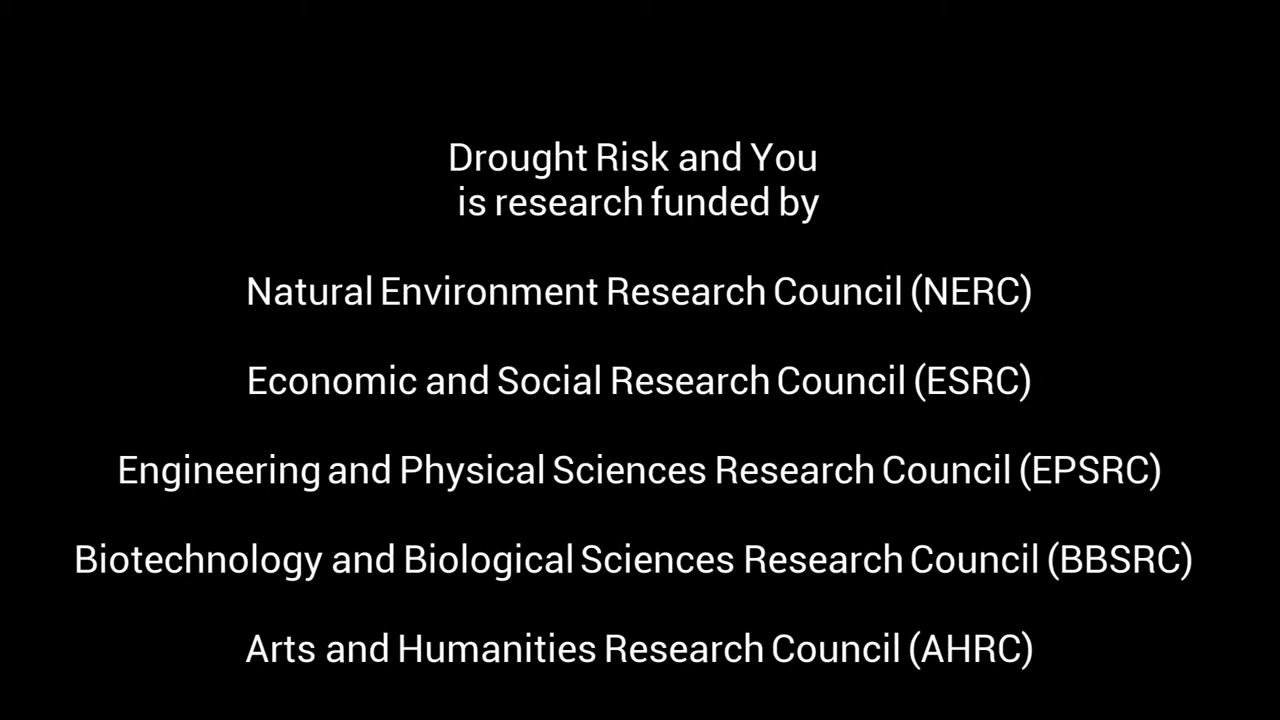 Drought Risk and You
is research funded by
Natural Environment Research Council (NERC)
Economic and Social Research Council (ESRC)
Engineering and Physical Sciences Research Council (EPSRC)
Biotechnology and Biological Sciences Research Council (BBSRC)
Arts and Humanities Research Council (AHRC)